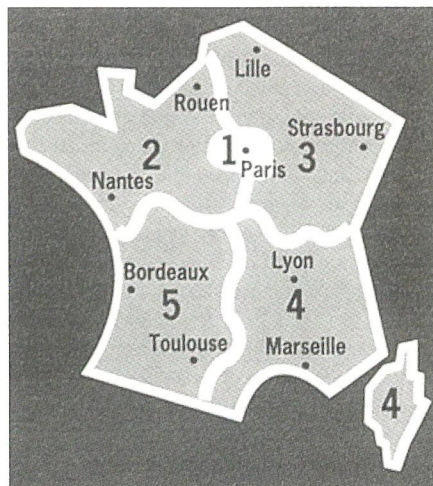 Lille
Rouen
Strasbourg
2
1
Paris
3
Nantes
Bordeaux
Lyon
5
4
Toulouse
Marseille
4